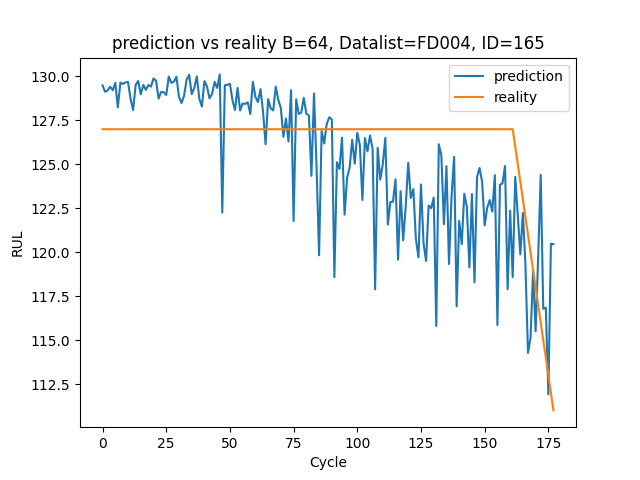 prediction vs reality B=64, Datalist=FD004, ID=165
prediction
reality
RUL
130.0
127.5
125.0
122.5
120.0
117.5
115.0
112.5
0 25 50 75 100 125 150 175
Cycle